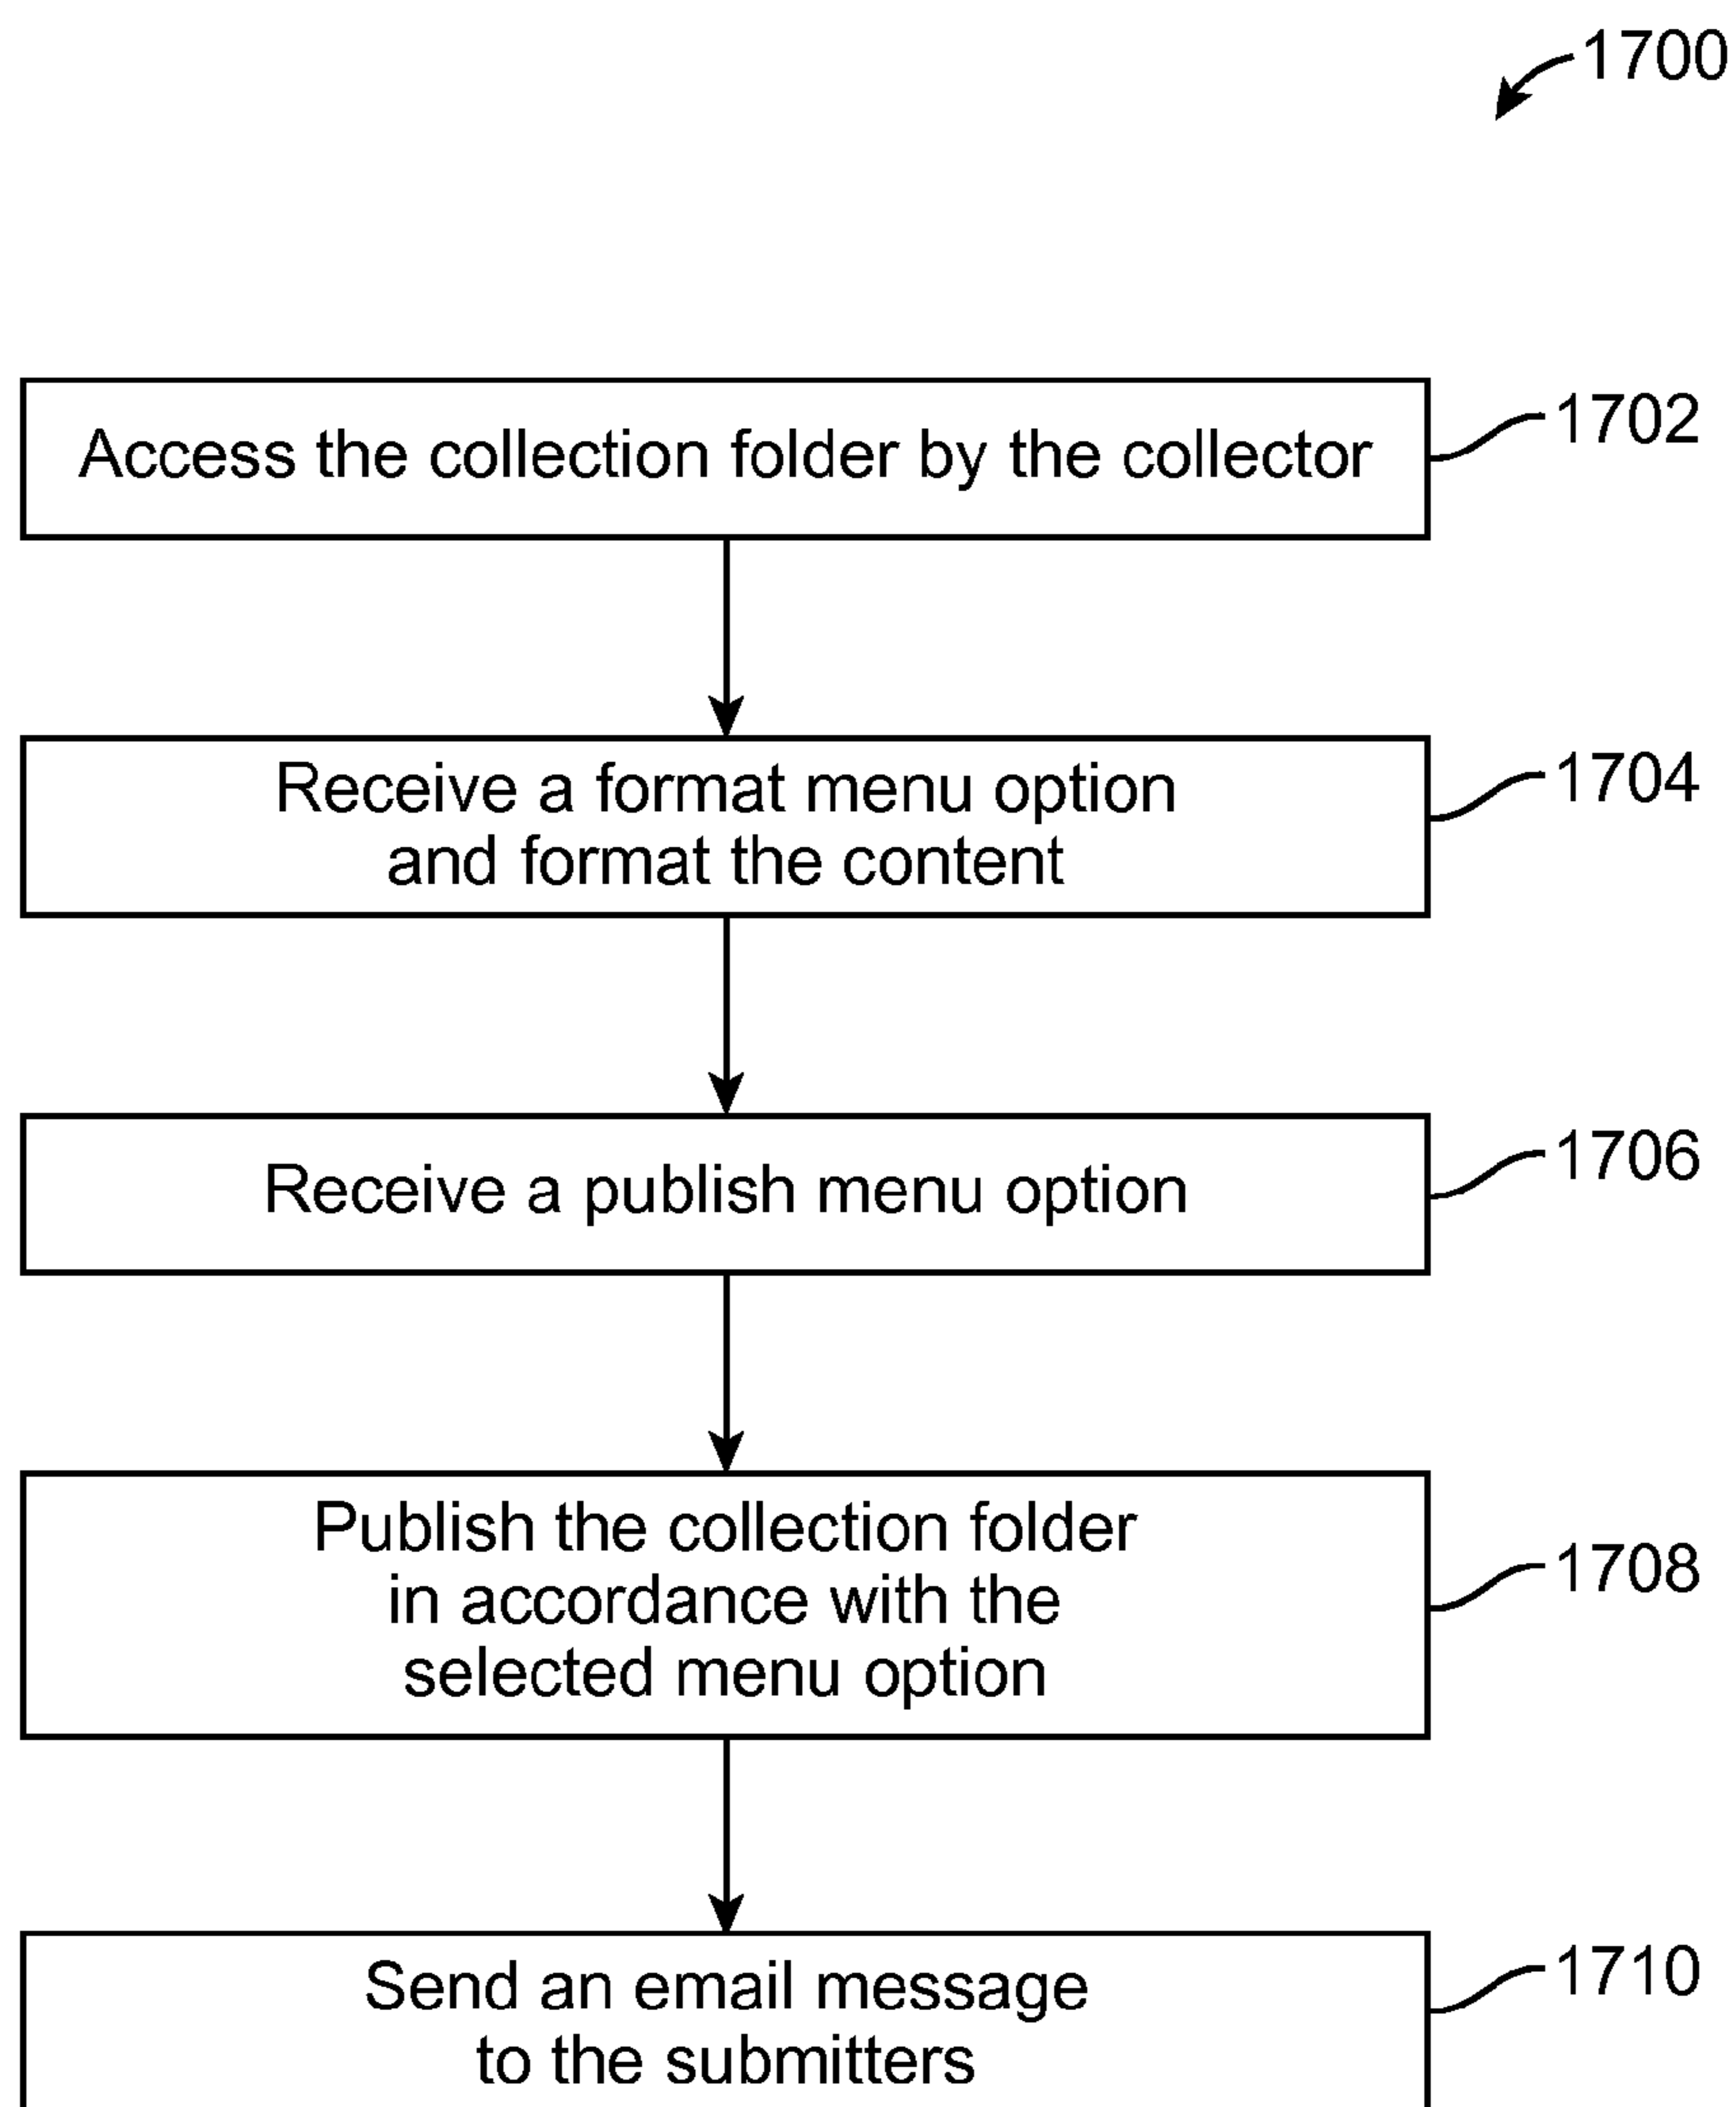 1700
Access the collection folder by the collector
1702
Receive a format menu option
and format the content
1704
Receive a publish menu option
1706
Publish the collection folder
in accordance with the
selected menu option
1708
Send an email message
to the submitters
1710